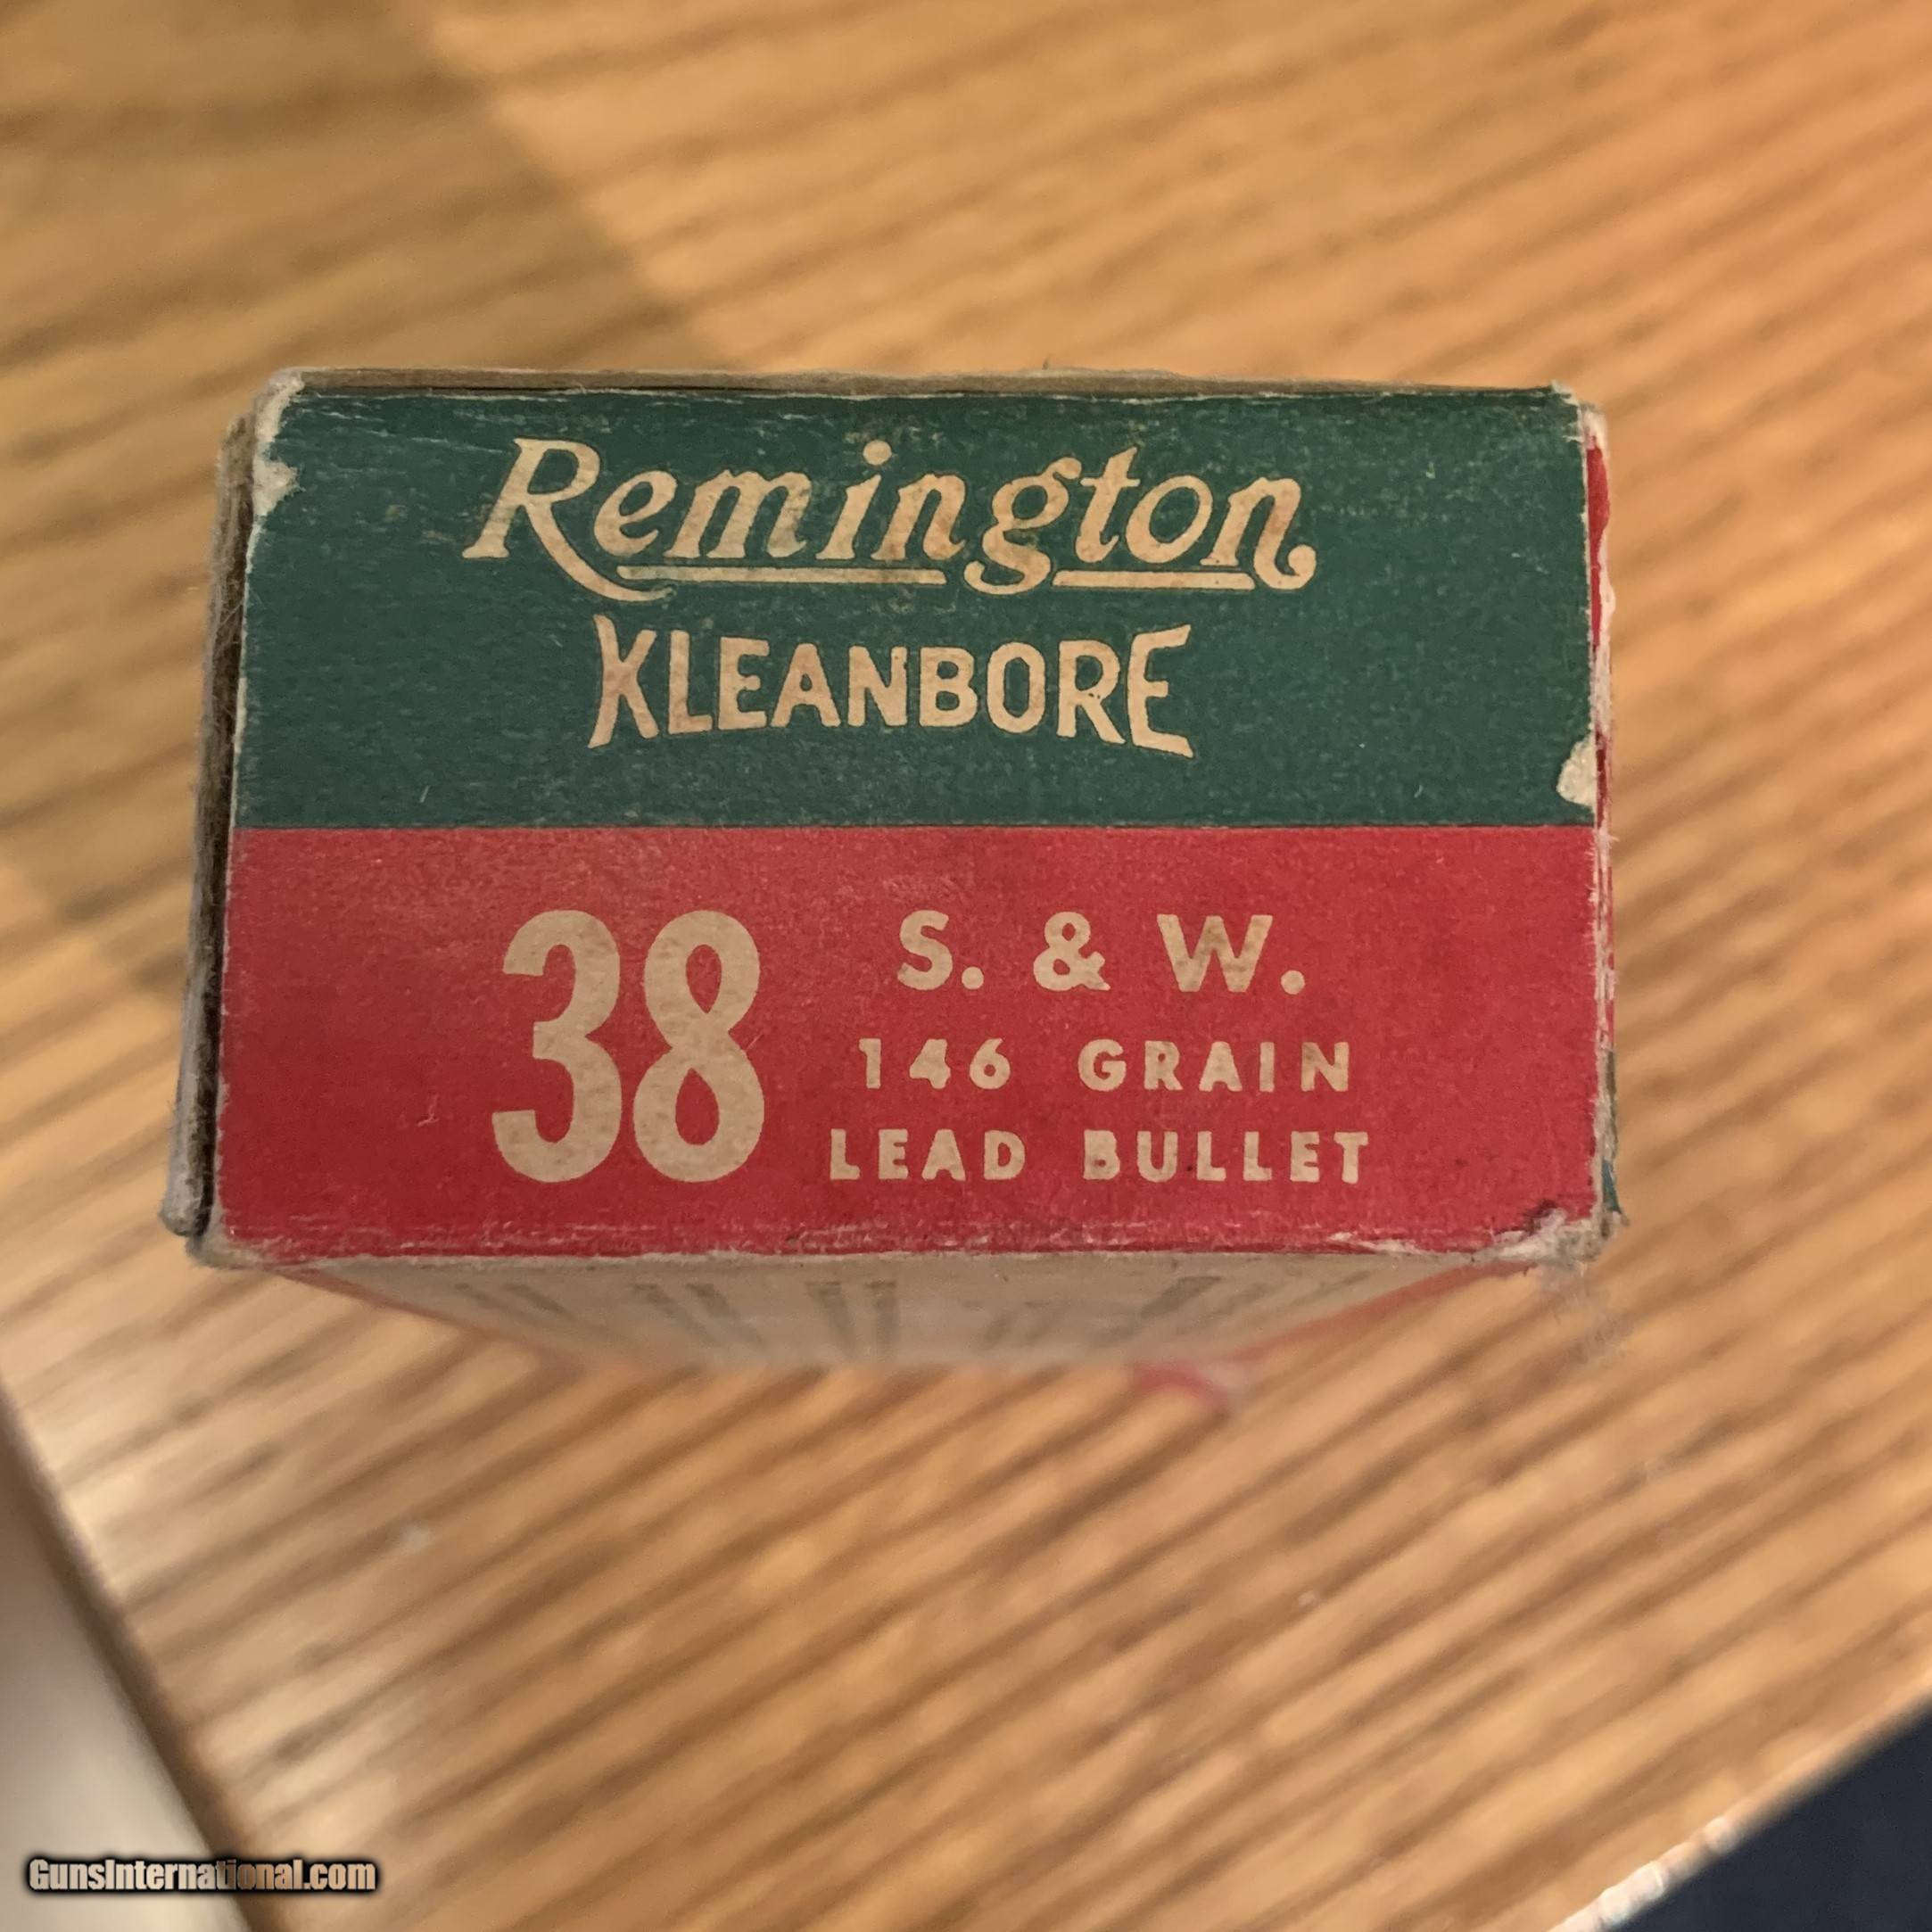 Remington
KLEANBORE
38 S. & W.
146 GRAIN
LEAD BULLET
GunsInternational.com